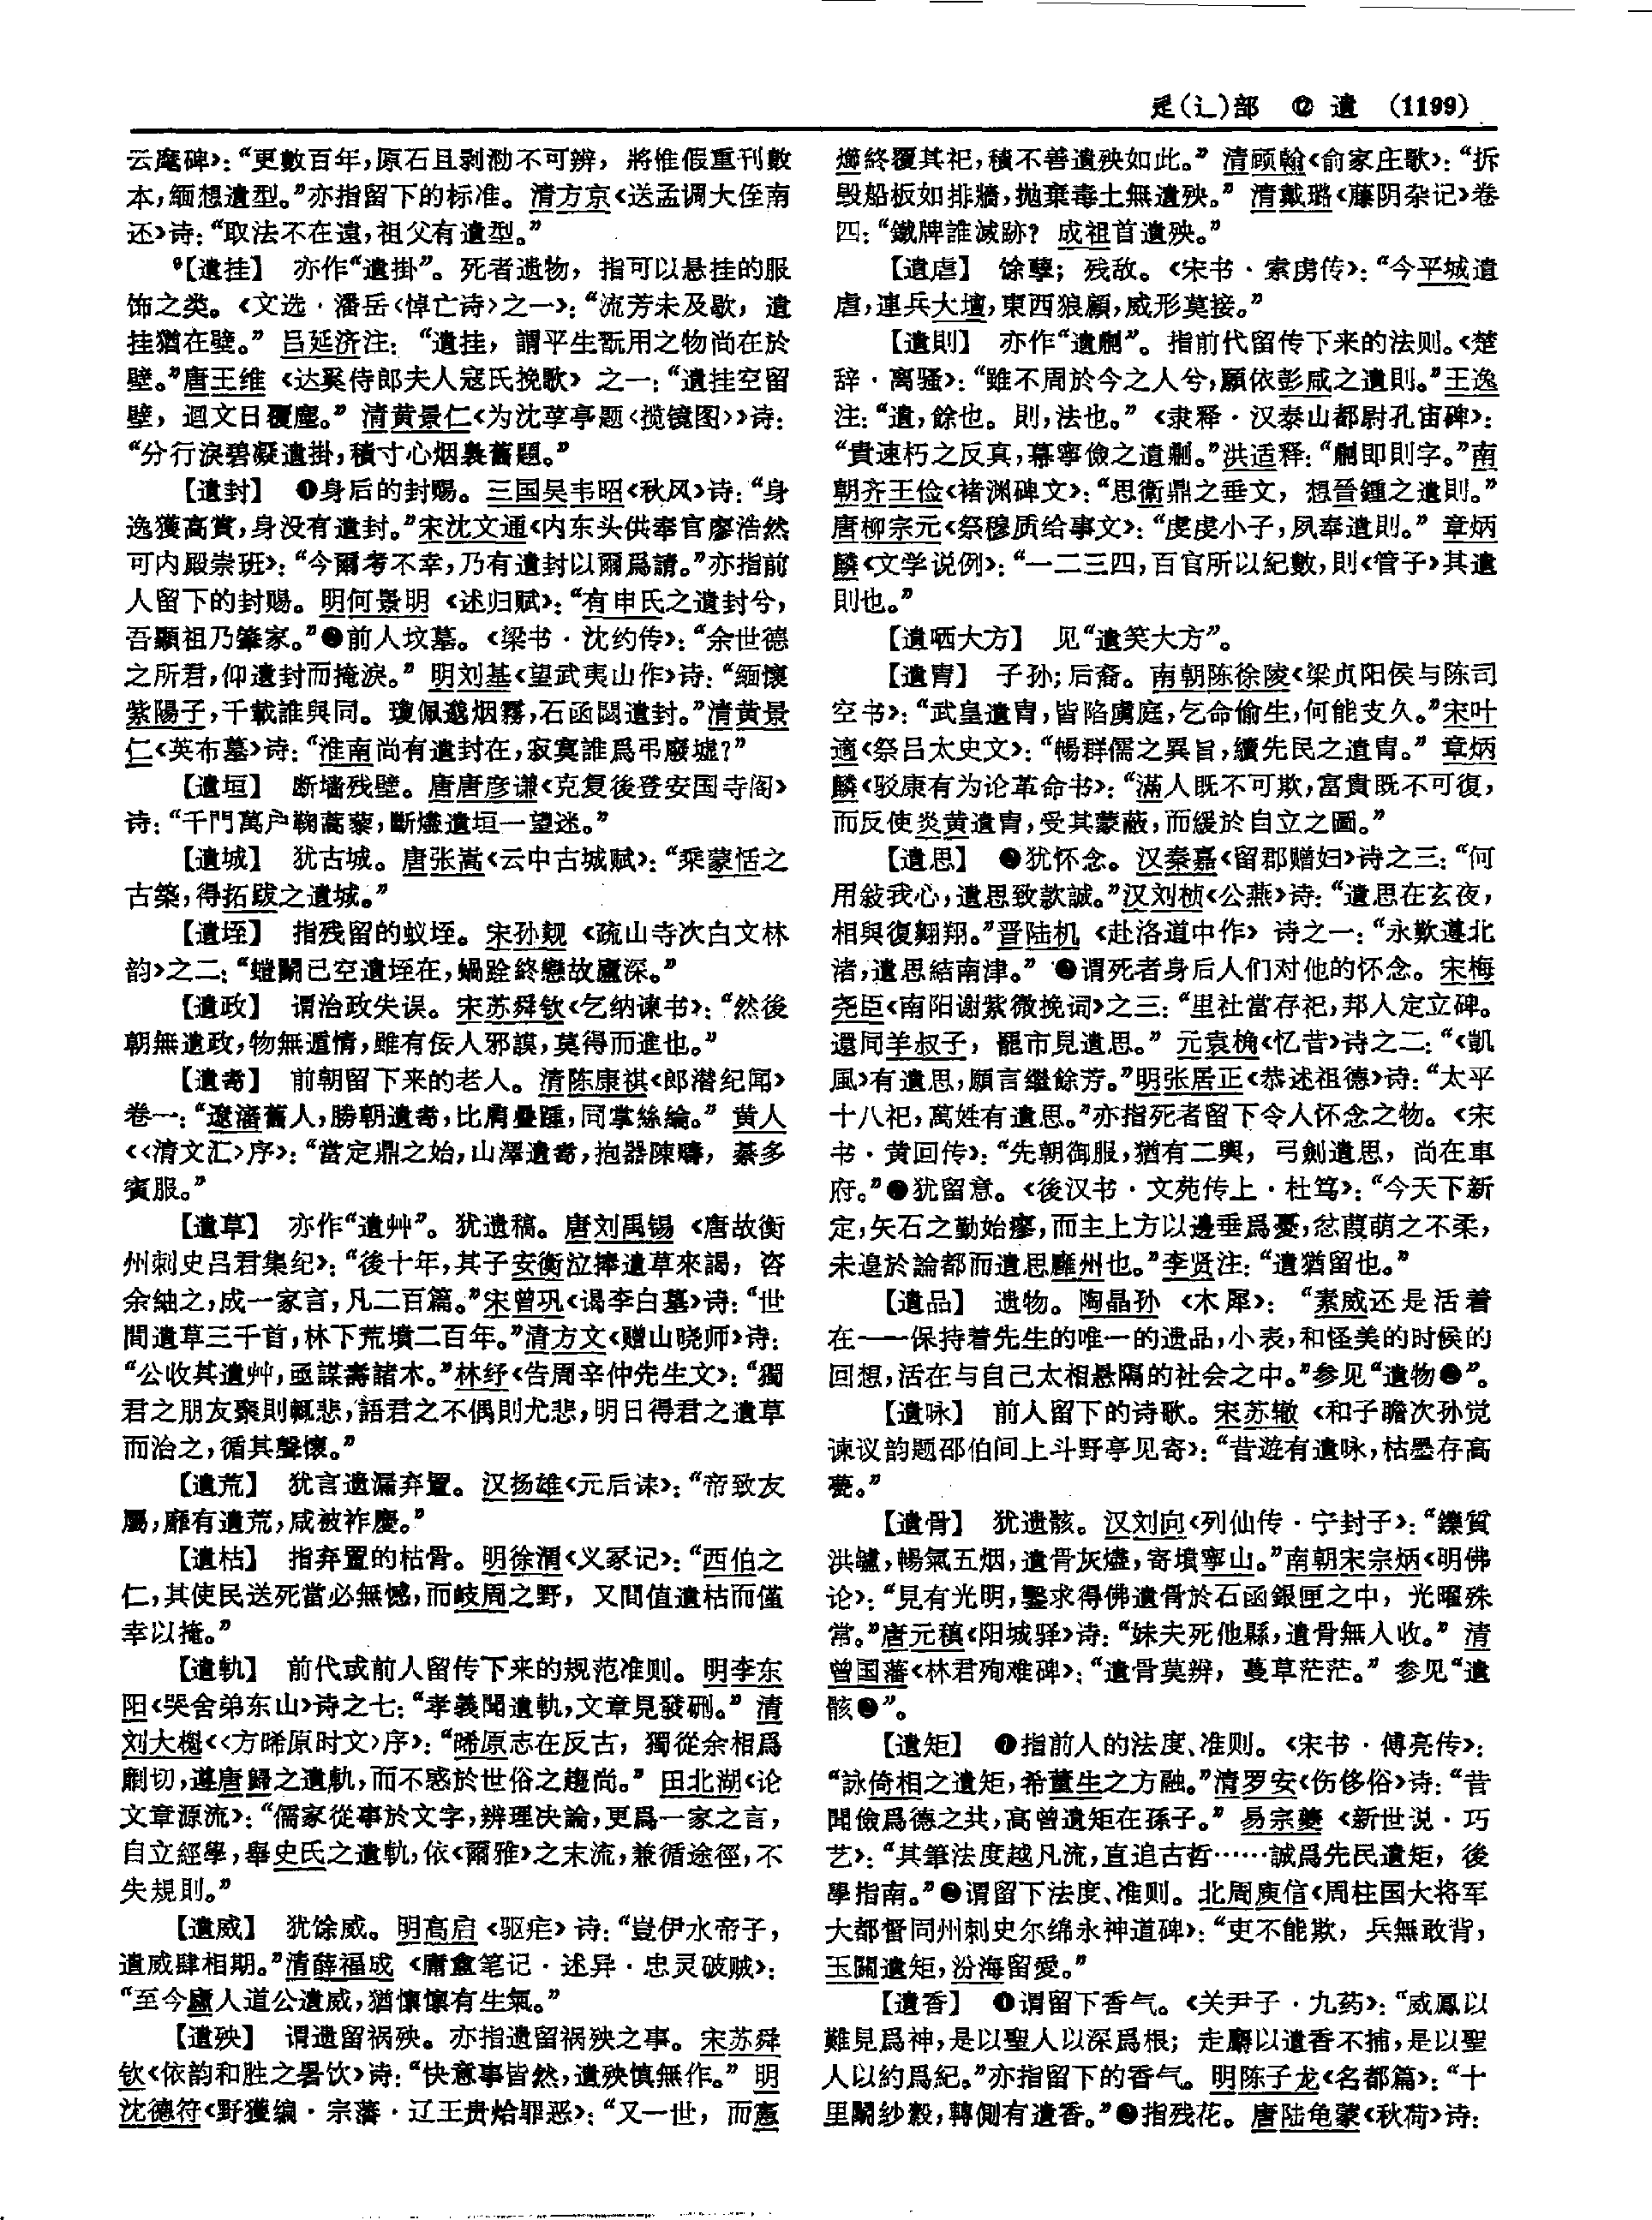 辵(辶)部　⑫　遺　(1199)
云麾碑》：“更數百年，原石且剥泐不可辨，將惟假重刊數
本，緬想遺型。”亦指留下的标准。清方京《送孟调大侄南
还》诗：“取法不在遠，祖父有遺型。”
【遺挂】　亦作“遺掛”。死者遗物，指可以悬挂的服
饰之类。《文选·潘岳〈悼亡诗〉之一》：“流芳未及歇，遺
挂猶在壁。”吕延济注：“遺挂，謂平生翫用之物尚在於
壁。”唐王维《达奚侍郎夫人寇氏挽歌》之一：“遺挂空留
壁，迴文日覆塵。”清黄景仁《为沈莩亭题〈揽镜图〉》诗：
“分行淚碧凝遺掛，積寸心烟裊舊題。”
【遺封】　❶身后的封赐。三国吴韦昭《秋风》诗：“身
逸獲高賞，身没有遺封。”宋沈文通《内东头供奉官廖浩然
可内殿崇班》：“今爾考不幸，乃有遺封以爾爲請。”亦指前
人留下的封赐。明何景明《述归赋》：“有申氏之遺封兮，
吾顯祖乃肇家。”❷前人坟墓。《梁书·沈约传》：“余世德
之所君，仰遺封而掩淚。”明刘基《望武夷山作》诗：“緬懷
紫陽子，千載誰與同。瓊佩邈烟霧，石函閟遺封。”清黄景
仁《英布墓》诗：“淮南尚有遺封在，寂寞誰爲弔廢墟？”
【遺垣】　断墙残壁。唐唐彦谦《克复後登安国寺阁》
诗：“千門萬户鞠蒿藜，斷燼遺垣一望迷。”
【遺城】　犹古城。唐张嵩《云中古城赋》：“乘蒙恬之
古築，得拓跋之遺城。”
【遺垤】　指残留的蚁垤。宋孙觌《疏山寺次白文林
韵》之二：“螘鬭已空遺垤在，蝸跧終戀故廬深。”
【遺政】　谓治政失误。宋苏舜钦《乞纳谏书》：“然後
朝無遺政，物無遁情，雖有佞人邪謨，莫得而進也。”
【遺耈】　前朝留下来的老人。清陈康祺《郎潜纪闻》
卷一：“遼瀋舊人，勝朝遺耈，比肩疊踵，同掌絲綸。”黄人
《〈清文汇〉序》：“當定鼎之始，山澤遺耈，抱器陳疇，綦多
賓服。”
【遺草】　亦作“遺艸”。犹遗稿。唐刘禹锡《唐故衡
州刺史吕君集纪》：“後十年，其子安衡泣捧遺草來謁，咨
余紬之，成一家言，凡二百篇。”宋曾巩《谒李白墓》诗：“世
間遺草三千首，林下荒墳二百年。”清方文《赠山晓师》诗：
“公收其遺艸，亟謀壽諸木。”林纾《告周辛仲先生文》：“獨
君之朋友聚則輒悲，語君之不偶則尤悲，明日得君之遺草
而治之，循其聲懷。”
【遺荒】　犹言遗漏弃置。汉扬雄《元后诔》：“帝致友
屬，靡有遺荒，咸被祚慶。”
【遺枯】　指弃置的枯骨。明徐渭《义冢记》：“西伯之
仁，其使民送死當必無憾，而岐周之野，又間值遺枯而僅
幸以掩。”
【遺軌】　前代或前人留传下来的规范准则。明李东
阳《哭舍弟东山》诗之七：“孝義聞遺軌，文章見發硎。”清
刘大櫆《〈方晞原时文〉序》：“晞原志在反古，獨從余相爲
劘切，遵唐歸之遺軌，而不惑於世俗之趨尚。”田北湖《论
文章源流》：“儒家從事於文字，辨理決論，更爲一家之言，
自立經學，舉史氏之遺軌，依《爾雅》之末流，兼循途徑，不
失規則。”
【遺威】　犹馀威。明高启《驱疟》诗：“豈伊水帝子，
遺威肆相期。”清薛福成《庸盦笔记·述异·忠灵破贼》：
“至今廬人道公遺威，猶懔懔有生氣。”
【遺殃】　谓遗留祸殃。亦指遗留祸殃之事。宋苏舜
钦《依韵和胜之暑饮》诗：“快意事皆然，遺殃慎無作。”明
沈德符《野獲编·宗藩·辽王贵烚罪恶》：“又一世，而憲
㸅終覆其祀，積不善遺殃如此。”清顾翰《俞家庄歌》：“拆
毁船板如排牆，抛棄毒土無遺殃。”清戴璐《藤阴杂记》卷
四：“鐵牌誰滅跡？成祖首遺殃。”
【遺虐】　馀孽；残敌。《宋书·索虏传》：“今平城遺
虐，連兵大壇，東西狼顧，威形莫接。”
【遺則】　亦作“遺𠟭”。指前代留传下来的法则。《楚
辞·离骚》：“雖不周於今之人兮，願依彭咸之遺則。”王逸
注：“遺，餘也。則，法也。”《隶释·汉泰山都尉孔宙碑》：
“貴速朽之反真，慕寧儉之遺𠟭。”洪适释：“𠟭即則字。”南
朝齐王俭《褚渊碑文》：“思衛鼎之垂文，想晉鍾之遺則。”
唐柳宗元《祭穆质给事文》：“虔虔小子，夙奉遺則。”章炳
麟《文学说例》：“一二三四，百官所以紀數，則《管子》其遺
則也。”
【遺哂大方】　见“遺笑大方”。
【遺胄】　子孙；后裔。南朝陈徐陵《梁贞阳侯与陈司
空书》：“武皇遺胄，皆陷虜庭，乞命偷生，何能支久。”宋叶
適《祭吕太史文》：“暢群儒之異旨，續先民之遺胄。”章炳
麟《驳康有为论革命书》：“滿人既不可欺，富貴既不可復，
而反使炎黄遺胄，受其蒙蔽，而緩於自立之圖。”
【遺思】　❶犹怀念。汉秦嘉《留郡赠妇》诗之三：“何
用敍我心，遺思致款誠。”汉刘桢《公燕》诗：“遺思在玄夜，
相與復翱翔。”晋陆机《赴洛道中作》诗之一：“永歎遵北
渚，遺思結南津。”❷谓死者身后人们对他的怀念。宋梅
尧臣《南阳谢紫微挽词》之三：“里社當存祀，邦人定立碑。
還同羊叔子，罷市見遺思。”元袁桷《忆昔》诗之二：“《凱
風》有遺思，願言繼餘芳。”明张居正《恭述祖德》诗：“太平
十八祀，萬姓有遺思。”亦指死者留下令人怀念之物。《宋
书·黄回传》：“先朝御服，猶有二輿，弓劍遺思，尚在車
府。”❸犹留意。《後汉书·文苑传上·杜笃》：“今天下新
定，矢石之勤始瘳，而主上方以邊垂爲憂，忿葭萌之不柔，
未遑於論都而遺思雝州也。”李贤注：“遺猶留也。”
【遺品】　遗物。陶晶孙《木犀》：“素威还是活着
在——保持着先生的唯一的遗品，小表，和怪美的时候的
回想，活在与自己太相悬隔的社会之中。”参见“遺物❷”。
【遺咏】　前人留下的诗歌。宋苏辙《和子瞻次孙觉
谏议韵题邵伯闸上斗野亭见寄》：“昔遊有遺咏，枯墨存高
甍。”
【遺骨】　犹遗骸。汉刘向《列仙传·宁封子》：“鑠質
洪鑪，暢氣五烟，遺骨灰燼，寄墳寧山。”南朝宋宗炳《明佛
论》：“見有光明，鑿求得佛遺骨於石函銀匣之中，光曜殊
常。”唐元稹《阳城驿》诗：“妹夫死他縣，遺骨無人收。”清
曾国藩《林君殉难碑》：“遺骨莫辨，蔓草茫茫。”参见“遺
骸❷”。
【遺矩】　❶指前人的法度、准则。《宋书·傅亮传》：
“詠倚相之遺矩，希董生之方融。”清罗安《伤侈俗》诗：“昔
聞儉爲德之共，高曾遺矩在孫子。”易宗夔《新世说·巧
艺》：“其筆法度越凡流，直追古哲……誠爲先民遺矩，後
學指南。”❷谓留下法度、准则。北周庾信《周柱国大将军
大都督同州刺史尔绵永神道碑》：“吏不能欺，兵無敢背，
玉關遺矩，汾海留愛。”
【遺香】　❶谓留下香气。《关尹子·九药》：“威鳳以
難見爲神，是以聖人以深爲根；走麝以遺香不捕，是以聖
人以約爲紀。”亦指留下的香气。明陈子龙《名都篇》：“十
里鬭紗縠，轉側有遺香。”❷指残花。唐陆龟蒙《秋荷》诗：